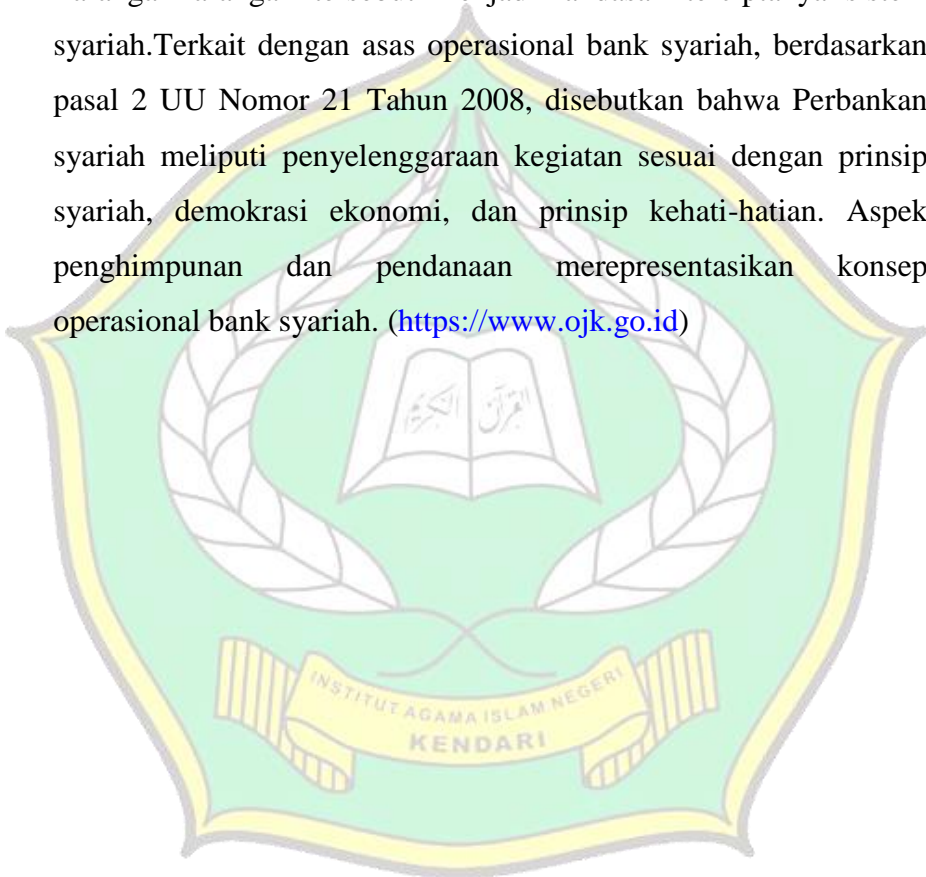 syariah.Terkait dengan asas operasional bank syariah, berdasarkan
pasal 2 UU Nomor 21 Tahun 2008, disebutkan bahwa Perbankan
syariah meliputi penyelenggaraan kegiatan sesuai dengan prinsip
syariah, demokrasi ekonomi, dan prinsip kehati-hatian. Aspek
penghimpunan dan pendanaan merepresentasikan konsep
operasional bank syariah. (https://www.ojk.go.id)
القرآن الكريم
INSTITUT AGAMA ISLAM NEGERI
KENDARI